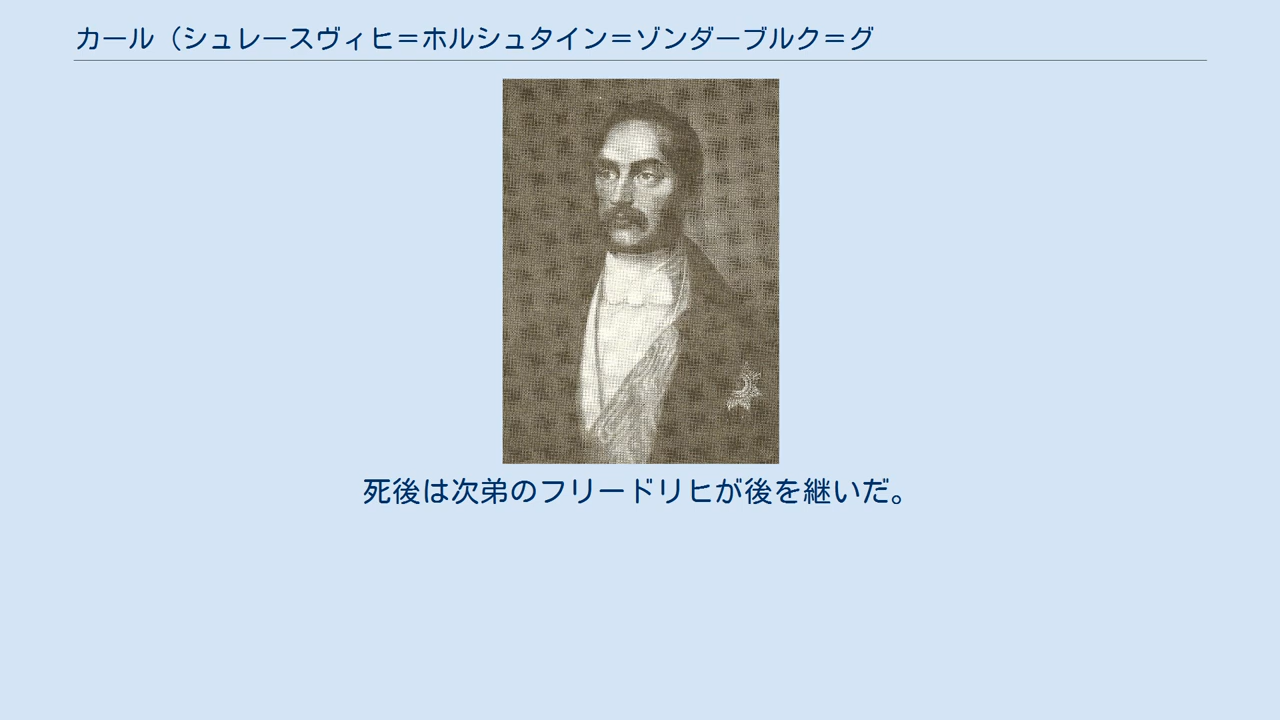 カール（シュレースヴィヒ＝ホルシュタイン＝ゾンダーブルク＝グ
死後は次弟のフリードリヒが後を継いだ。